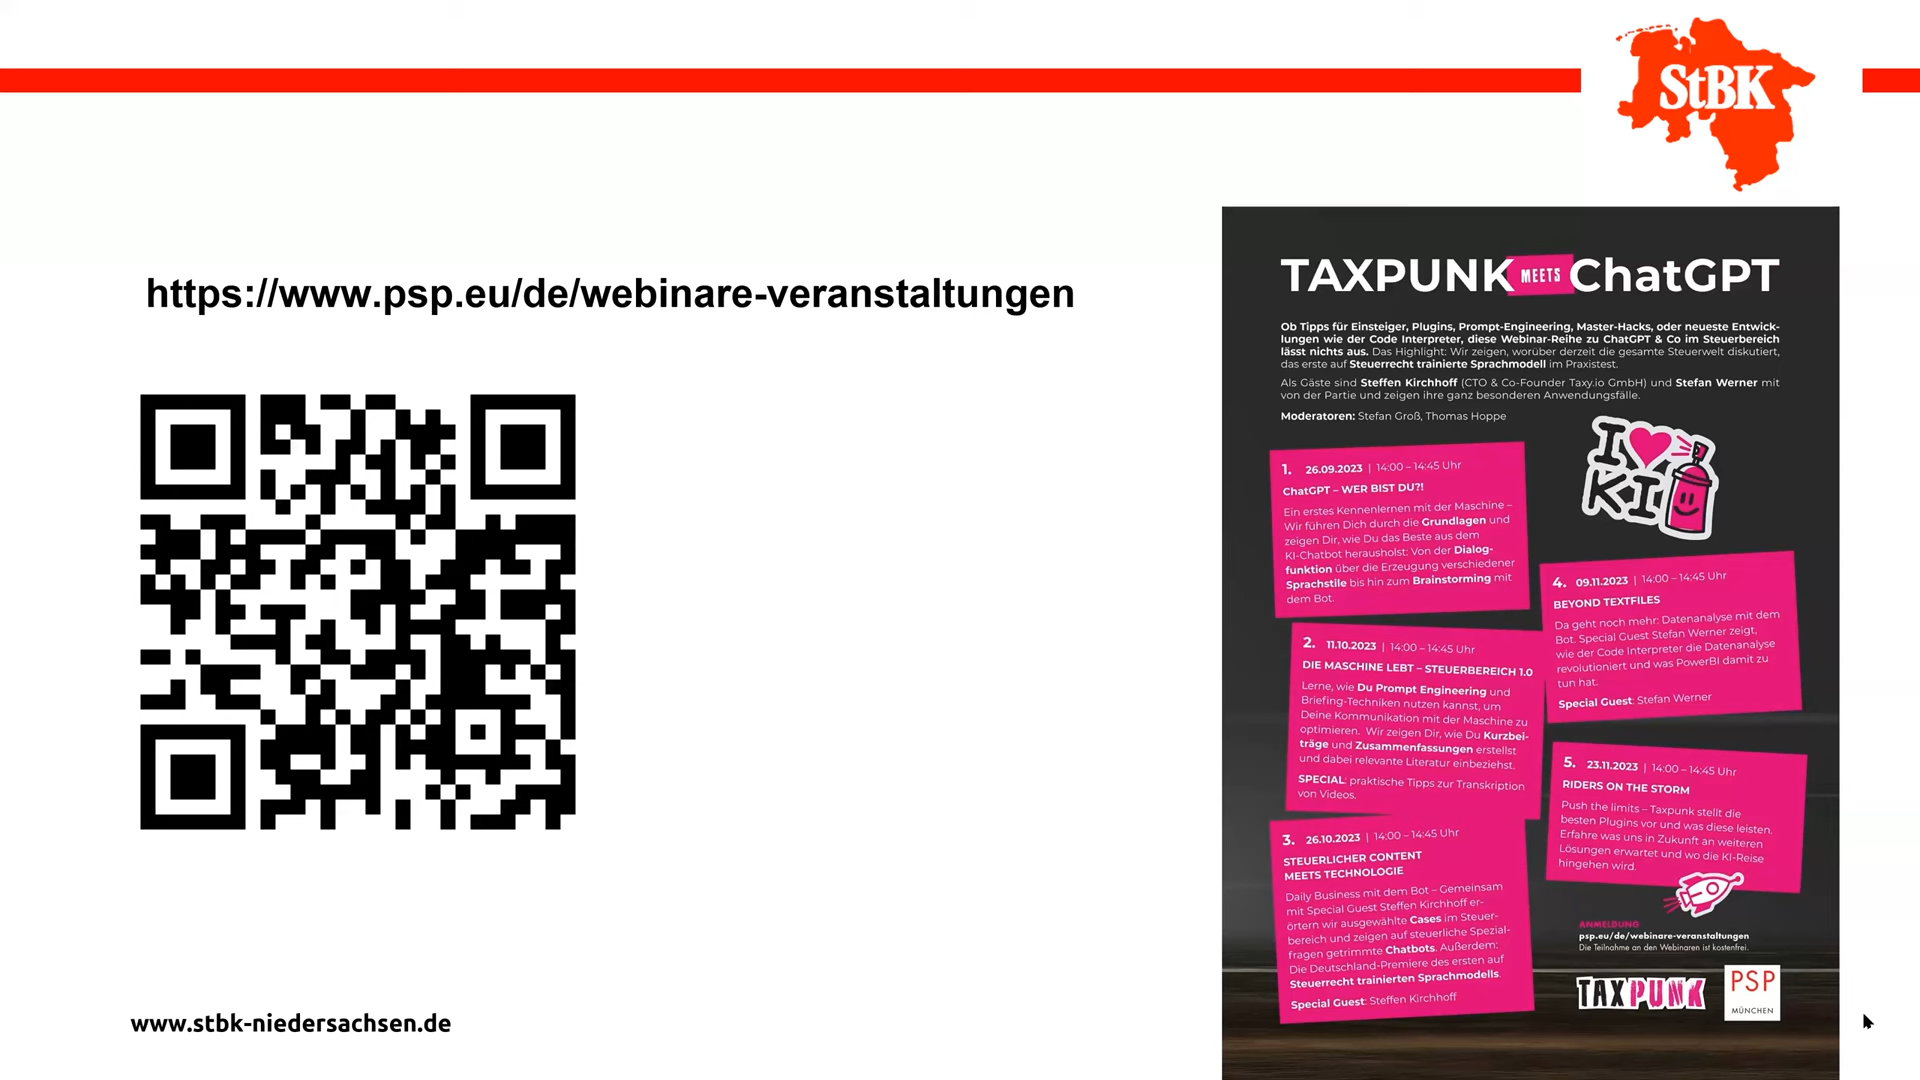 StBK
https://www.psp.eu/de/webinare-veranstaltungen
www.stbk-niedersachsen.de
TAXPUNK MEETS ChatGPT
Ob Tipps für Einsteiger, Plugins, Prompt-Engineering, Master-Hacks, oder neueste Entwick-
lungen wie der Code Interpreter, diese Webinar-Reihe zu ChatGPT & Co im Steuerbereich
lässt nichts aus. Das Highlight: Wir zeigen, worüber derzeit die gesamte Steuerwelt diskutiert,
das erste auf Steuerrecht trainierte Sprachmodell im Praxistest.
Als Gäste sind Steffen Kirchhoff (CTO & Co-Founder Taxy.io GmbH) und Stefan Werner mit
von der Partie und zeigen ihre ganz besonderen Anwendungsfälle.
Moderatoren: Stefan Groß, Thomas Hoppe
I KI
1. 26.09.2023 | 14:00 – 14:45 Uhr
ChatGPT – WER BIST DU?!
Ein erstes Kennenlernen mit der Maschine –
Wir führen Dich durch die Grundlagen und
zeigen Dir, wie Du das Beste aus dem
KI-Chatbot herausholst: Von der Dialog-
funktion über die Erzeugung verschiedener
Sprachstile bis hin zum Brainstorming mit
dem Bot.
2. 11.10.2023 | 14:00 – 14:45 Uhr
DIE MASCHINE LEBT – STEUERBEREICH 1.0
Lerne, wie Du Prompt Engineering und
Briefing-Techniken nutzen kannst, um
Deine Kommunikation mit der Maschine zu
optimieren. Wir zeigen Dir, wie Du Kurzbei-
träge und Zusammenfassungen erstellst
und dabei relevante Literatur einbeziehst.
SPECIAL: praktische Tipps zur Transkription
von Videos.
3. 26.10.2023 | 14:00 – 14:45 Uhr
STEUERLICHER CONTENT
MEETS TECHNOLOGIE
Daily Business mit dem Bot – Gemeinsam
mit Special Guest Steffen Kirchhoff er-
örtern wir ausgewählte Cases im Steuer-
bereich und zeigen auf steuerliche Spezial-
fragen getrimmte Chatbots. Außerdem:
Die Deutschland-Premiere des ersten auf
Steuerrecht trainierten Sprachmodells.
Special Guest: Steffen Kirchhoff
4. 09.11.2023 | 14:00 – 14:45 Uhr
BEYOND TEXTFILES
Da geht noch mehr: Datenanalyse mit dem
Bot. Special Guest Stefan Werner zeigt,
wie der Code Interpreter die Datenanalyse
revolutioniert und was PowerBI damit zu
tun hat.
Special Guest: Stefan Werner
5. 23.11.2023 | 14:00 – 14:45 Uhr
RIDERS ON THE STORM
Push the limits – Taxpunk stellt die
besten Plugins vor und was diese leisten.
Erfahre was uns in Zukunft an weiteren
Lösungen erwartet und wo die KI-Reise
hingehen wird.
ANMELDUNG
psp.eu/de/webinare-veranstaltungen
Die Teilnahme an den Webinaren ist kostenfrei.
TAXPUNK
PSP
MÜNCHEN